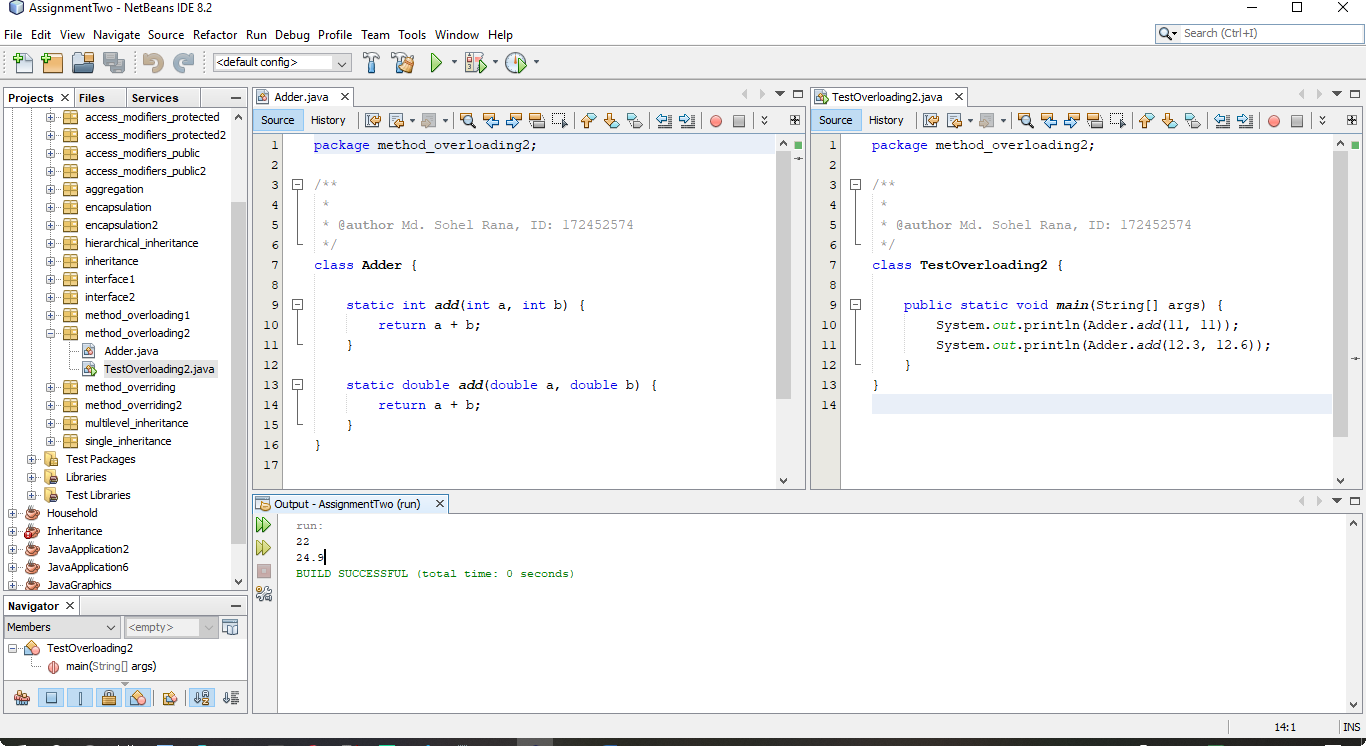 AssignmentTwo - NetBeans IDE 8.2
File Edit View Navigate Source Refactor Run Debug Profile Team Tools Window Help
Search (Ctrl+I)
<default config>
Projects Files Services
access_modifiers_protected
access_modifiers_protected2
access_modifiers_public
access_modifiers_public2
aggregation
encapsulation
encapsulation2
hierarchical_inheritance
inheritance
interface1
interface2
method_overloading1
method_overloading2
Adder.java
TestOverloading2.java
method_overriding
method_overriding2
multilevel_inheritance
single_inheritance
Test Packages
Libraries
Test Libraries
Household
Inheritance
JavaApplication2
JavaApplication6
JavaGraphics
Navigator
Members <empty>
TestOverloading2
main(String[] args)
Adder.java
Source History
1 package method_overloading2;
2
3 /**
4 *
5 * @author Md. Sohel Rana, ID: 172452574
6 */
7 class Adder {
8
9 static int add(int a, int b) {
10 return a + b;
11 }
12
13 static double add(double a, double b) {
14 return a + b;
15 }
16 }
17
TestOverloading2.java
Source History
1 package method_overloading2;
2
3 /**
4 *
5 * @author Md. Sohel Rana, ID: 172452574
6 */
7 class TestOverloading2 {
8
9 public static void main(String[] args) {
10 System.out.println(Adder.add(11, 11));
11 System.out.println(Adder.add(12.3, 12.6));
12 }
13 }
14
Output - AssignmentTwo (run)
run:
22
24.9
BUILD SUCCESSFUL (total time: 0 seconds)
14:1 INS